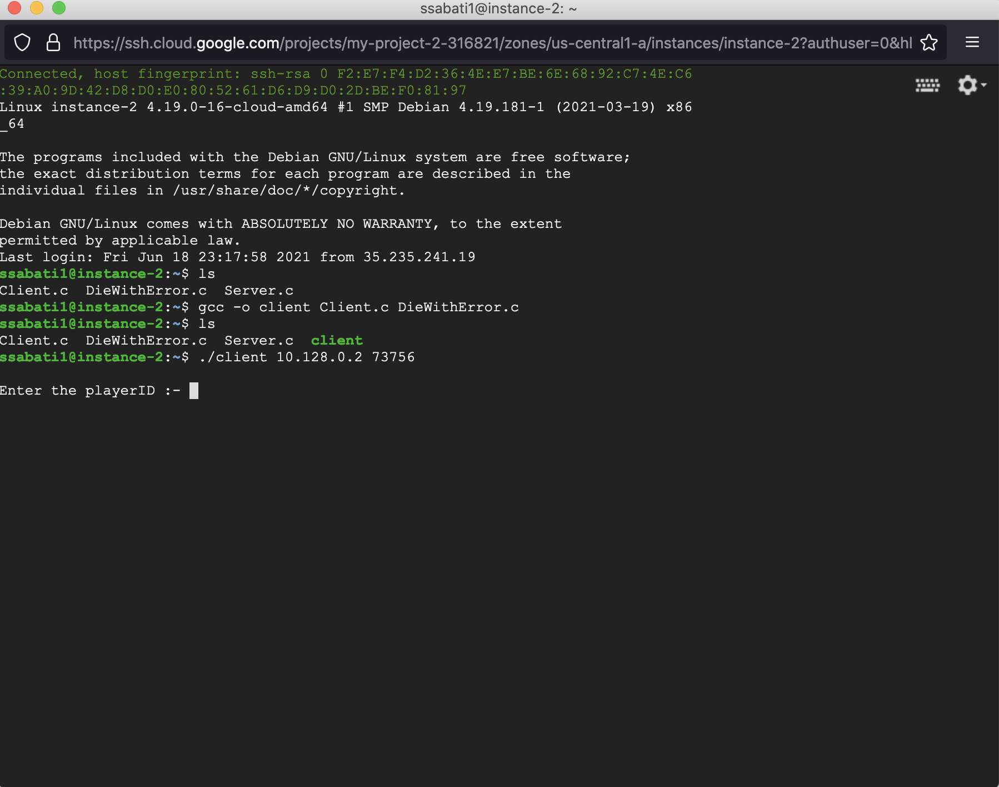 ssabati1@instance-2: ~
https://ssh.cloud.google.com/projects/my-project-2-316821/zones/us-central1-a/instances/instance-2?authuser=0&hl
Connected, host fingerprint: ssh-rsa 0 F2:E7:F4:D2:36:4E:E7:BE:6E:68:92:C7:4E:C6
:39:A0:9D:42:D8:D0:E0:80:52:61:D6:D9:D0:2D:BE:F0:81:97
Linux instance-2 4.19.0-16-cloud-amd64 #1 SMP Debian 4.19.181-1 (2021-03-19) x86
_64
The programs included with the Debian GNU/Linux system are free software;
the exact distribution terms for each program are described in the
individual files in /usr/share/doc/*/copyright.
Debian GNU/Linux comes with ABSOLUTELY NO WARRANTY, to the extent
permitted by applicable law.
Last login: Fri Jun 18 23:17:58 2021 from 35.235.241.19
ssabati1@instance-2:~$ ls
Client.c  DieWithError.c  Server.c
ssabati1@instance-2:~$ gcc -o client Client.c DieWithError.c
ssabati1@instance-2:~$ ls
Client.c  DieWithError.c  Server.c  client
ssabati1@instance-2:~$ ./client 10.128.0.2 73756
Enter the playerID :-